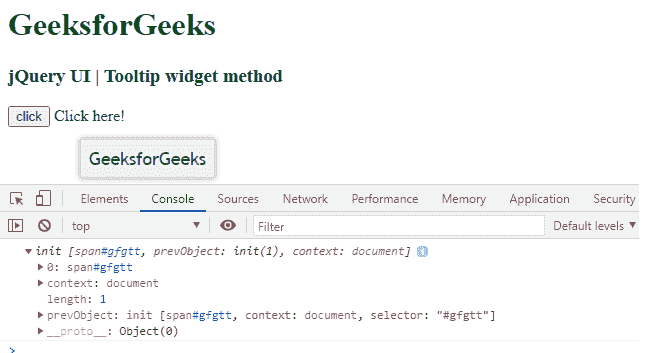 GeeksforGeeks
jQuery UI | Tooltip widget method
click Click here!
GeeksforGeeks
Elements Console Sources Network Performance Memory Application Security
top Filter Default levels
init [span#gfgtt, prevObject: init(1), context: document]
0: span#gfgtt
context: document
length: 1
prevObject: init [span#gfgtt, context: document, selector: "#gfgtt"]
__proto__: Object(0)